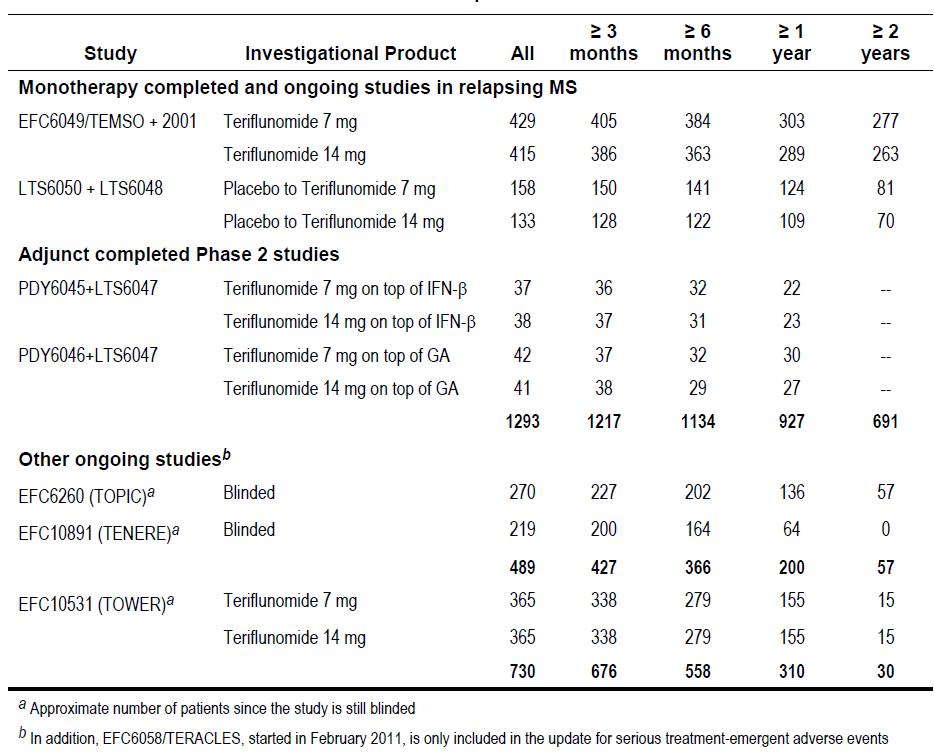 Study Investigational Product All ≥ 3 months ≥ 6 months ≥ 1 year ≥ 2 years
Monotherapy completed and ongoing studies in relapsing MS
EFC6049/TEMSO + 2001 Teriflunomide 7 mg 429 405 384 303 277
Teriflunomide 14 mg 415 386 363 289 263
LTS6050 + LTS6048 Placebo to Teriflunomide 7 mg 158 150 141 124 81
Placebo to Teriflunomide 14 mg 133 128 122 109 70
Adjunct completed Phase 2 studies
PDY6045+LTS6047 Teriflunomide 7 mg on top of IFN-β 37 36 32 22 --
Teriflunomide 14 mg on top of IFN-β 38 37 31 23 --
PDY6046+LTS6047 Teriflunomide 7 mg on top of GA 42 37 32 30 --
Teriflunomide 14 mg on top of GA 41 38 29 27 --
1293 1217 1134 927 691
Other ongoing studies b
EFC6260 (TOPIC) a Blinded 270 227 202 136 57
EFC10891 (TENERE) a Blinded 219 200 164 64 0
489 427 366 200 57
EFC10531 (TOWER) a Teriflunomide 7 mg 365 338 279 155 15
Teriflunomide 14 mg 365 338 279 155 15
730 676 558 310 30
a Approximate number of patients since the study is still blinded
b In addition, EFC6058/TERACLES, started in February 2011, is only included in the update for serious treatment-emergent adverse events